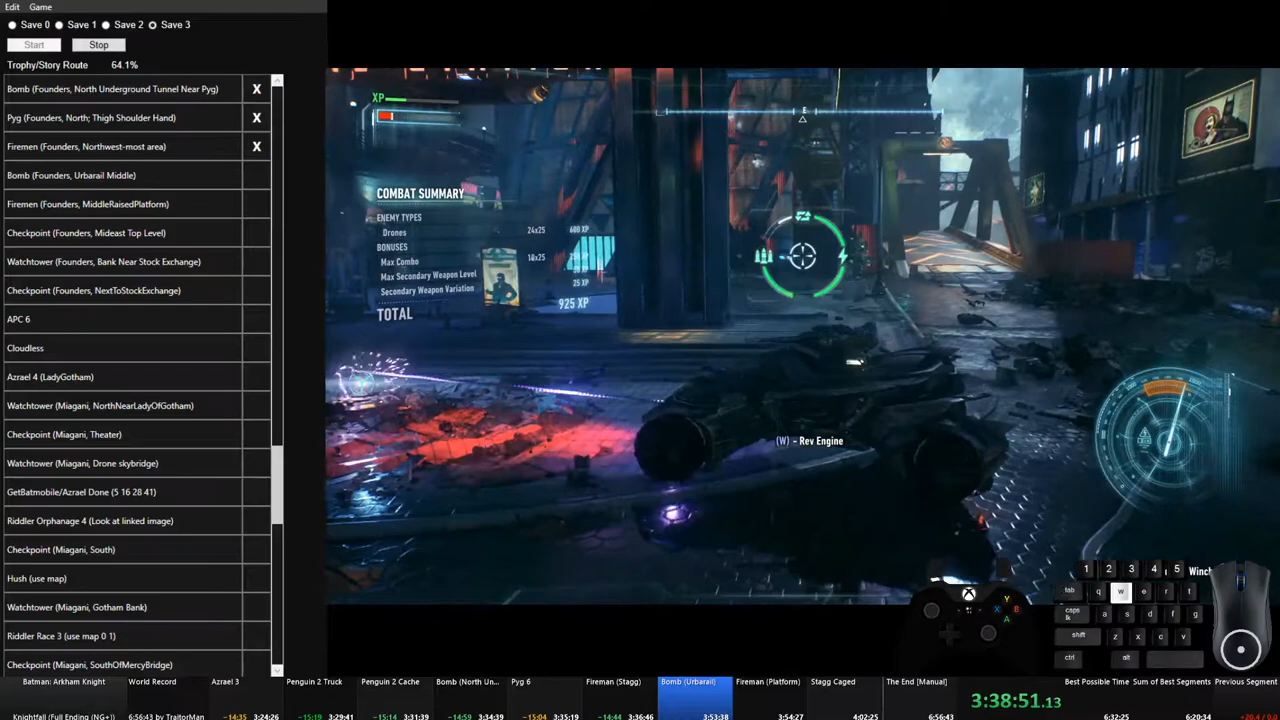 Edit Game
Save 0 Save 1 Save 2 Save 3
Start Stop
Trophy/Story Route 64.1%
Bomb (Founders, North Underground Tunnel Near Pyg) X
Pyg (Founders, North; Thigh Shoulder Hand) X
Firemen (Founders, Northwest-most area) X
Bomb (Founders, Urbarail Middle)
Firemen (Founders, MiddleRaisedPlatform)
Checkpoint (Founders, Mideast Top Level)
Watchtower (Founders, Bank Near Stock Exchange)
Checkpoint (Founders, NextToStockExchange)
APC 6
Cloudless
Azrael 4 (LadyGotham)
Watchtower (Miagani, NorthNearLadyOfGotham)
Checkpoint (Miagani, Theater)
Watchtower (Miagani, Drone skybridge)
GetBatmobile/Azrael Done (5 16 28 41)
Riddler Orphanage 4 (Look at linked image)
Checkpoint (Miagani, South)
Hush (use map)
Watchtower (Miagani, Gotham Bank)
Riddler Race 3 (use map 0 1)
Checkpoint (Miagani, SouthOfMercyBridge)
XP
E
COMBAT SUMMARY
ENEMY TYPES
Drones 24x25 600 XP
BONUSES
Max Combo 10x25
Max Secondary Weapon Level
Secondary Weapon Variation 25 XP
925 XP
TOTAL
(W) - Rev Engine
Winch
1 2 3 4 5
tab q w e r t
caps lk a s d f g
shift z x c v
ctrl alt
Y
X B
A
Batman: Arkham Knight World Record Azrael 3 Penguin 2 Truck Penguin 2 Cache Bomb (North Un... Pyg 6 Fireman (Stagg) Bomb (Urbarail) Fireman (Platform) Stagg Caged The End [Manual] 3:38:51.13 Best Possible Time Sum of Best Segments Previous Segment
Knightfall (Full Ending (NG+)) 6:56:43 by TraitorMan -14:35 3:24:26 -15:19 3:29:41 -15:14 3:31:39 -14:59 3:34:39 -15:04 3:35:19 -14:44 3:36:46 3:53:38 3:54:27 4:02:25 6:56:43 6:32:25 6:20:34 +20.4 / 0.0